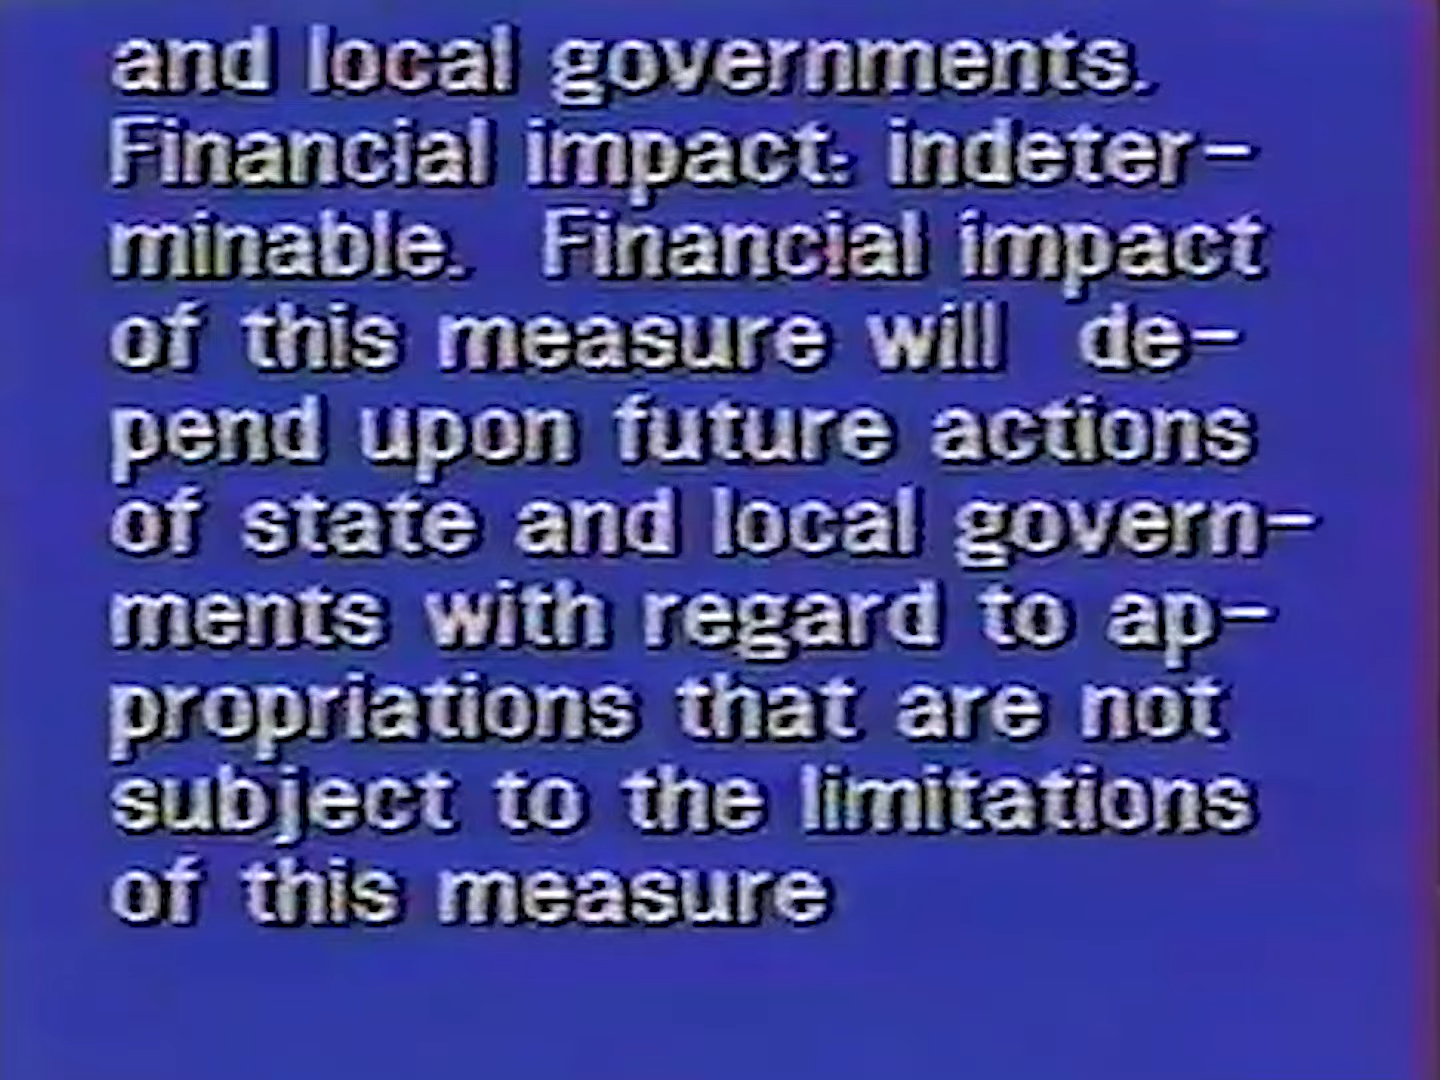 and local governments.
Financial impact: indeter-
minable.  Financial impact
of this measure will  de-
pend upon future actions
of state and local govern-
ments with regard to ap-
propriations that are not
subject to the limitations
of this measure